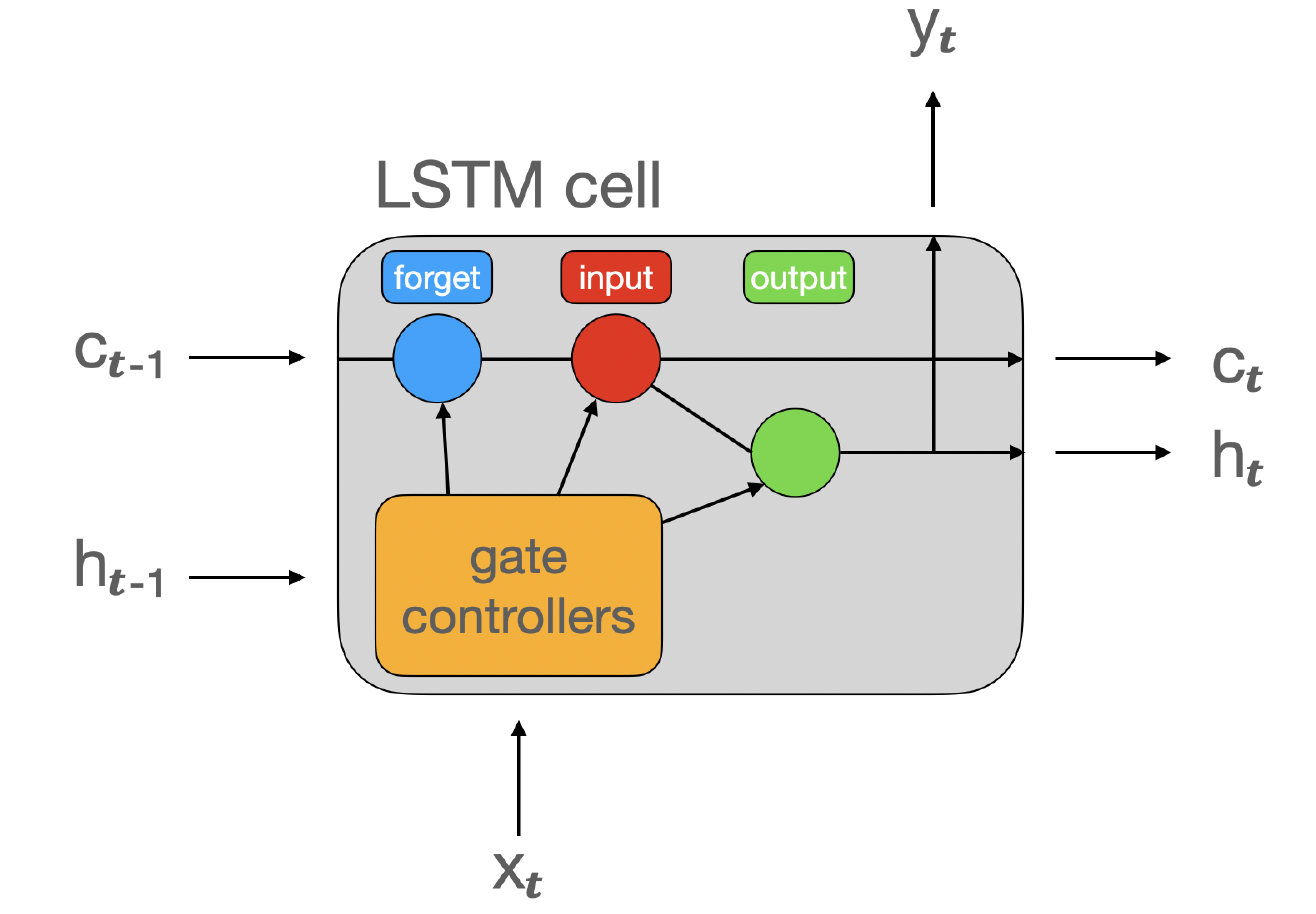 y𝒕
LSTM cell
forget input output
c𝒕-1
c𝒕
h𝒕
h𝒕-1
gate
controllers
x𝒕